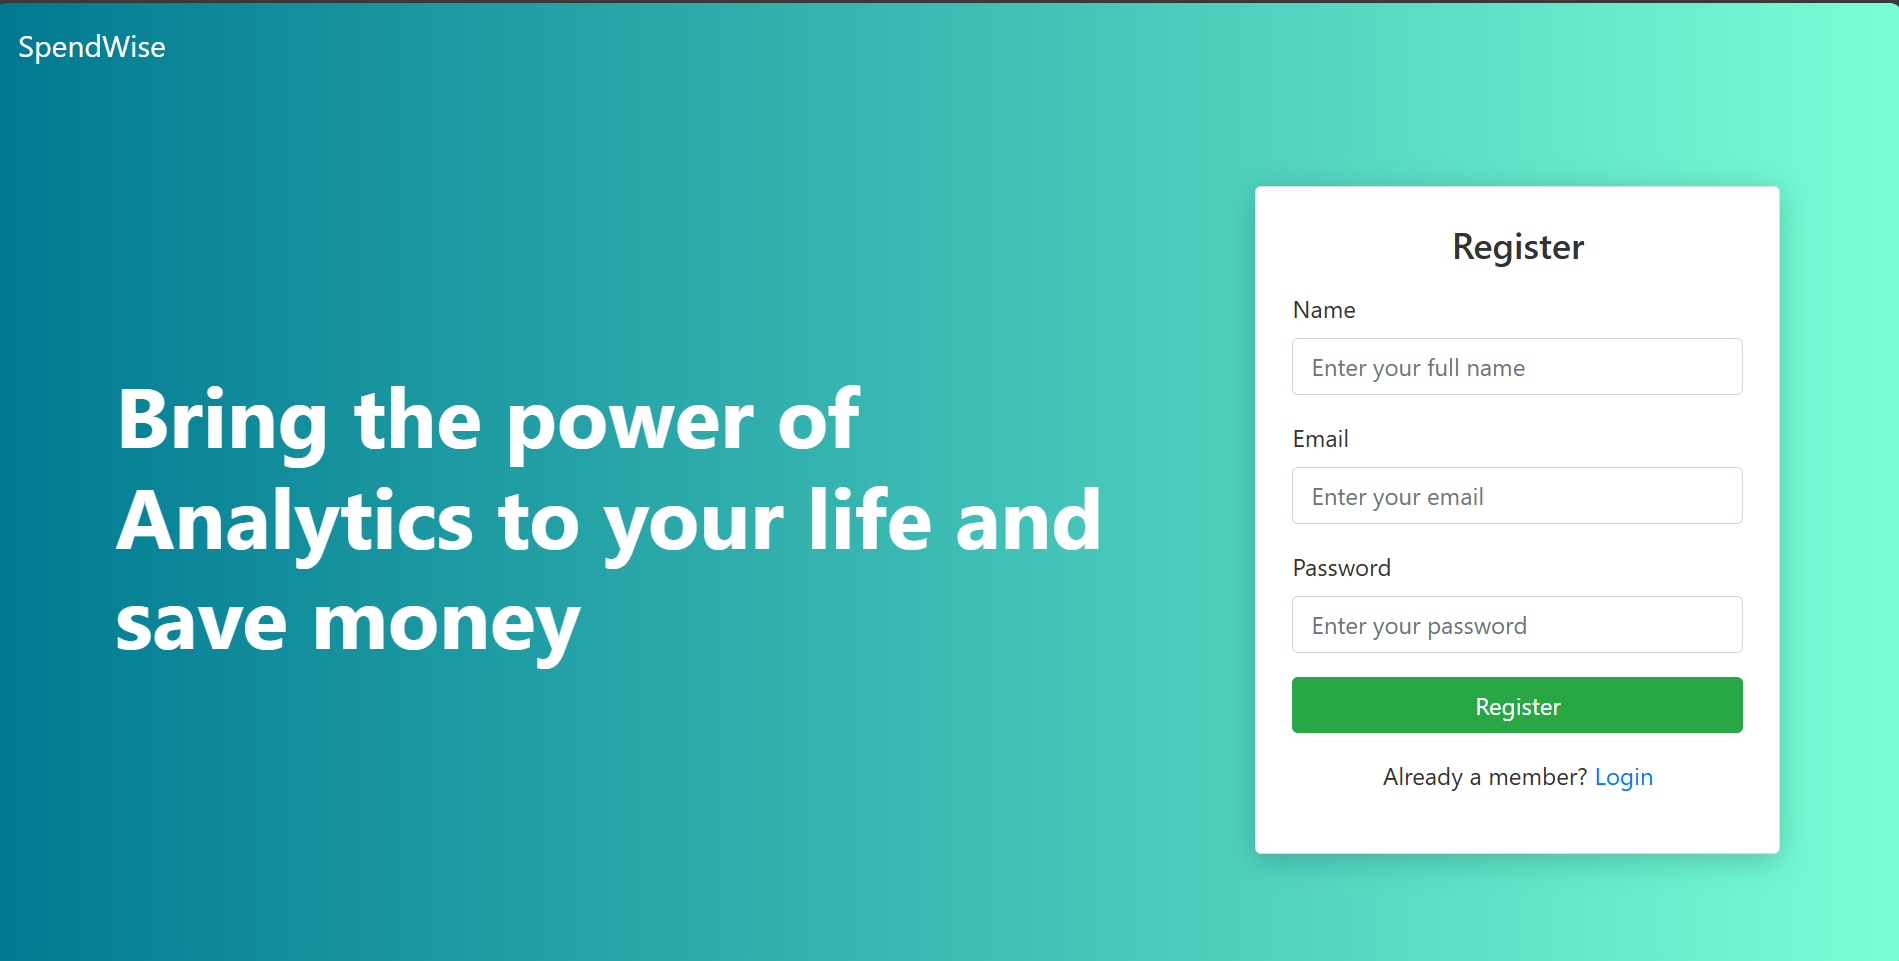 SpendWise
Bring the power of
Analytics to your life and
save money
Register
Name
Enter your full name
Email
Enter your email
Password
Enter your password
Register
Already a member? Login